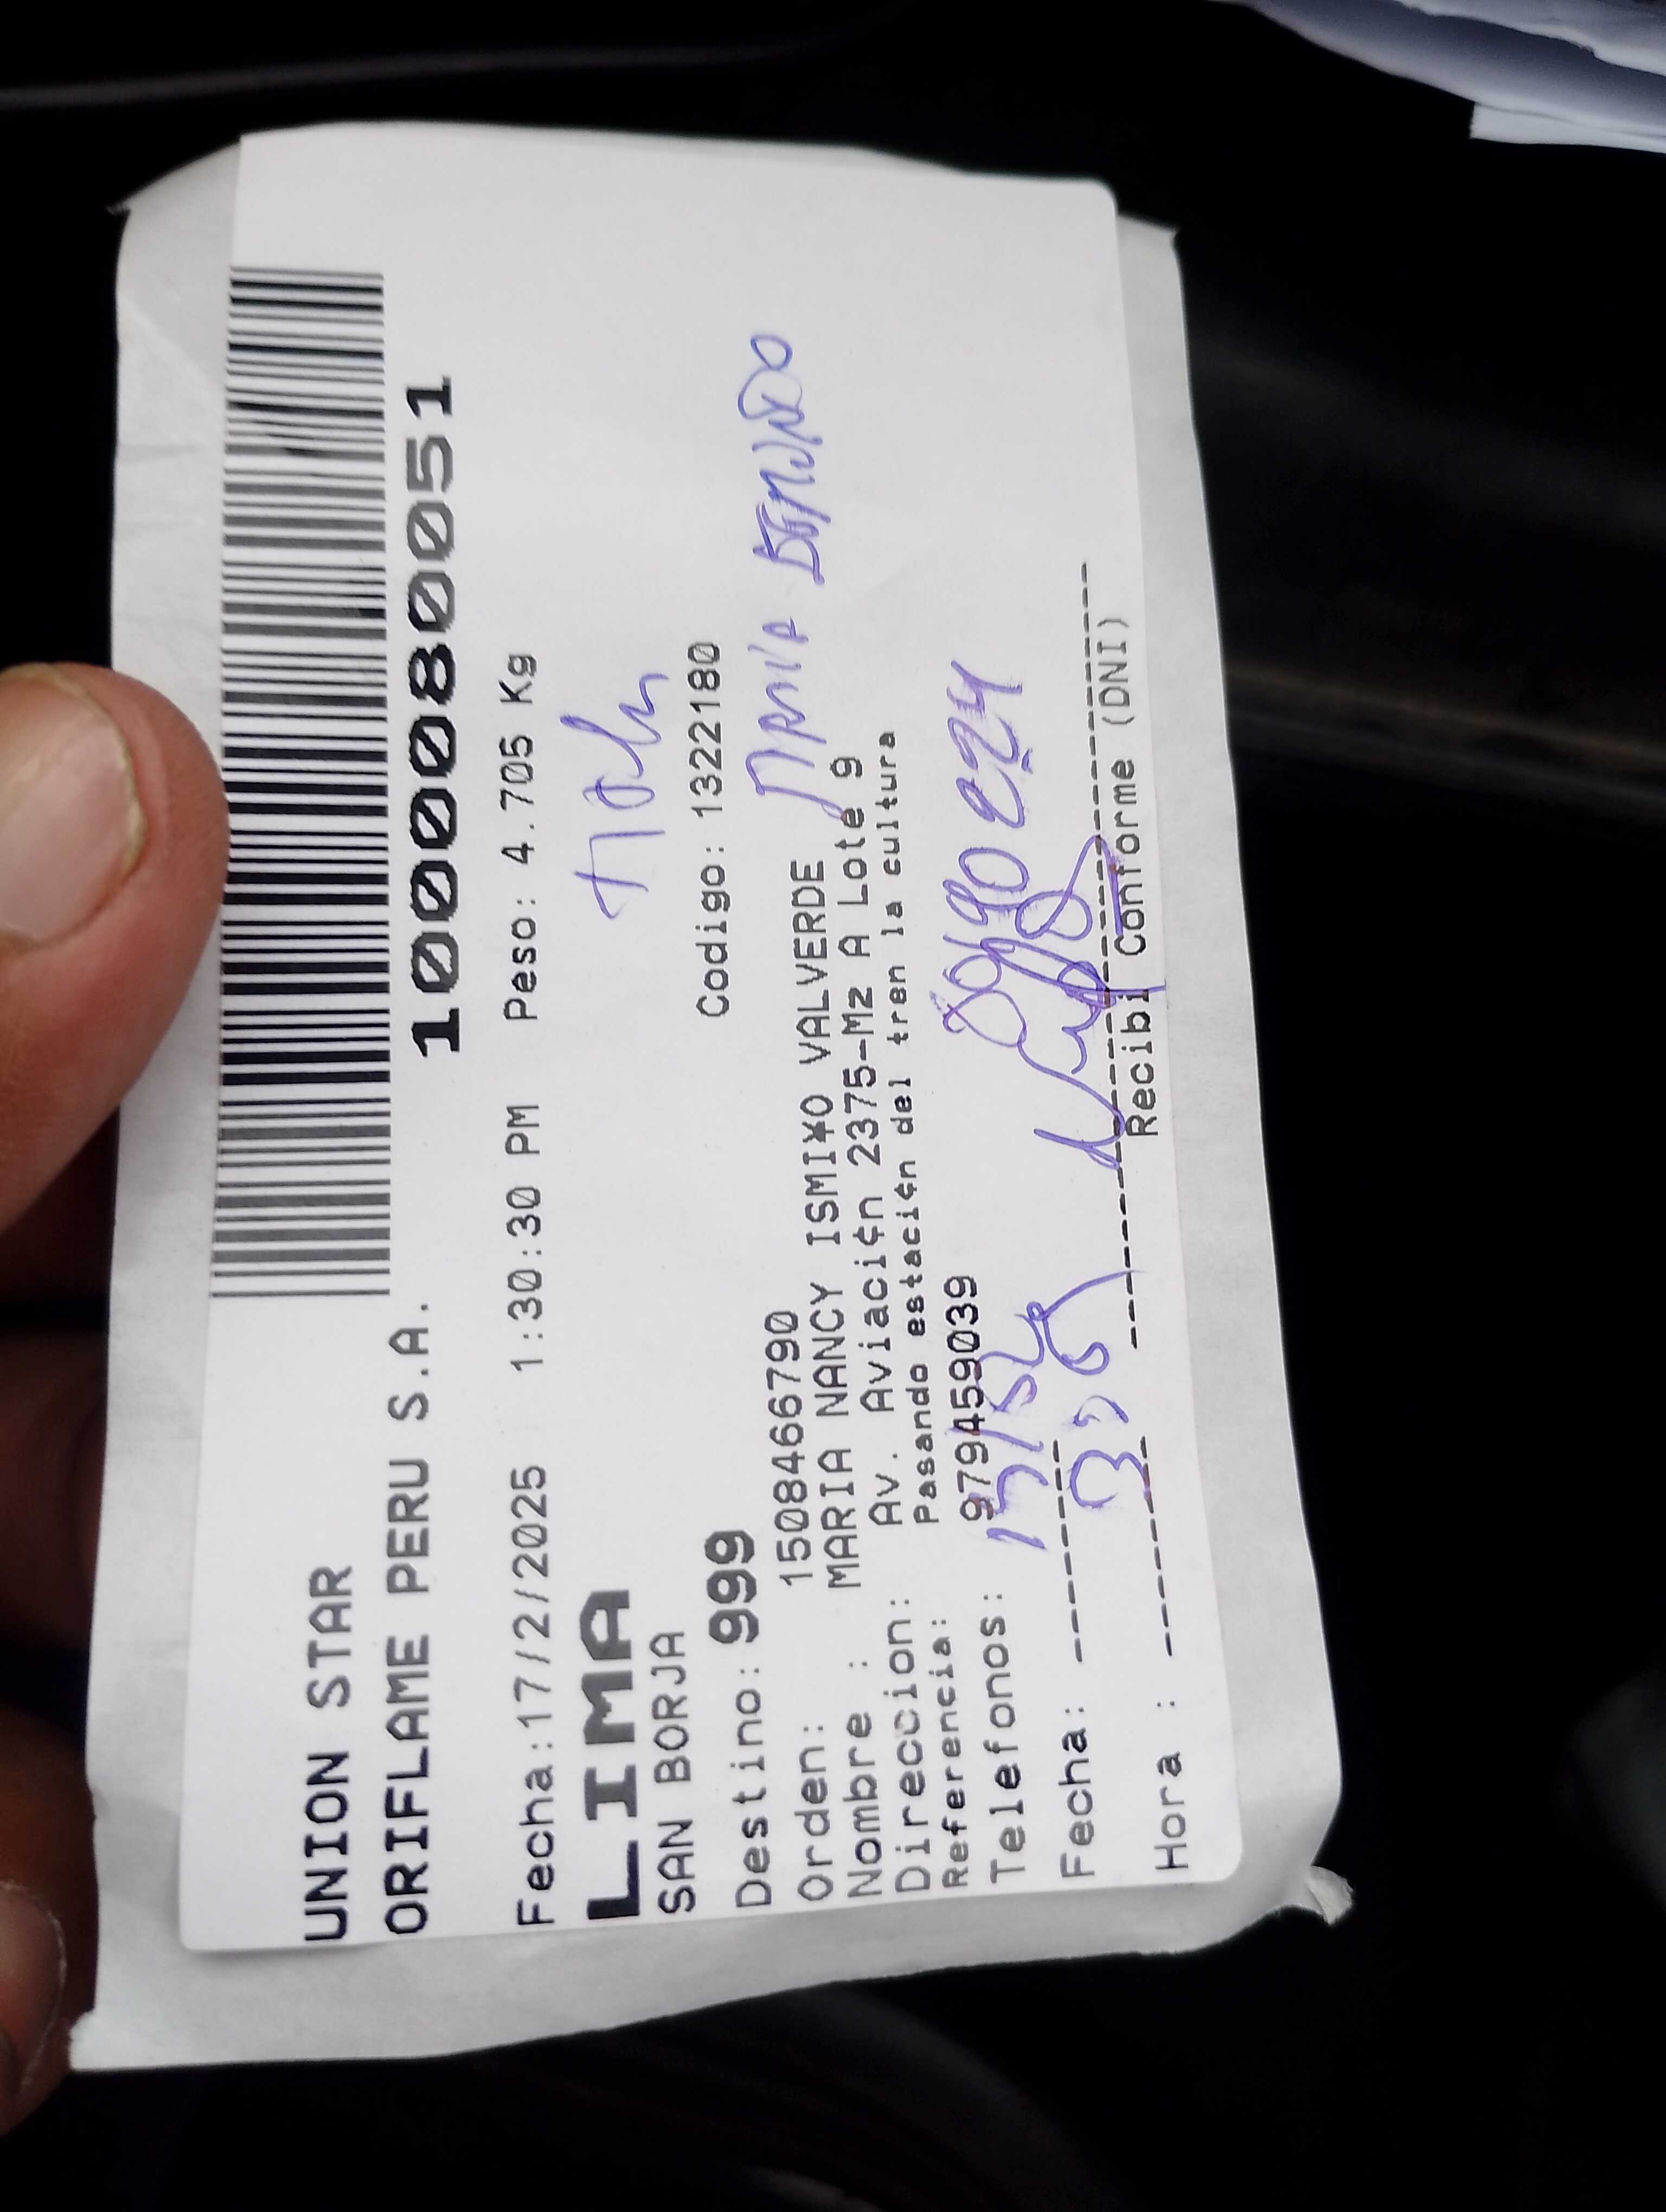 UNION STAR
ORIFLAME PERU S.A.
1000080051
Fecha:17/2/2025 1:30:30 PM Peso: 4.705 Kg
LIMA
SAN BORJA
Destino: 999 Codigo: 1322180
Orden: 1508466790
Nombre : MARIA NANCY ISMI¥O VALVERDE
Direccion: Av. Aviaci¢n 2375-Mz A Lote 9
Referencia: Pasando estaci¢n del tren la cultura
Telefonos: 979459039
Fecha:
Hora :
Recibi Conforme (DNI)